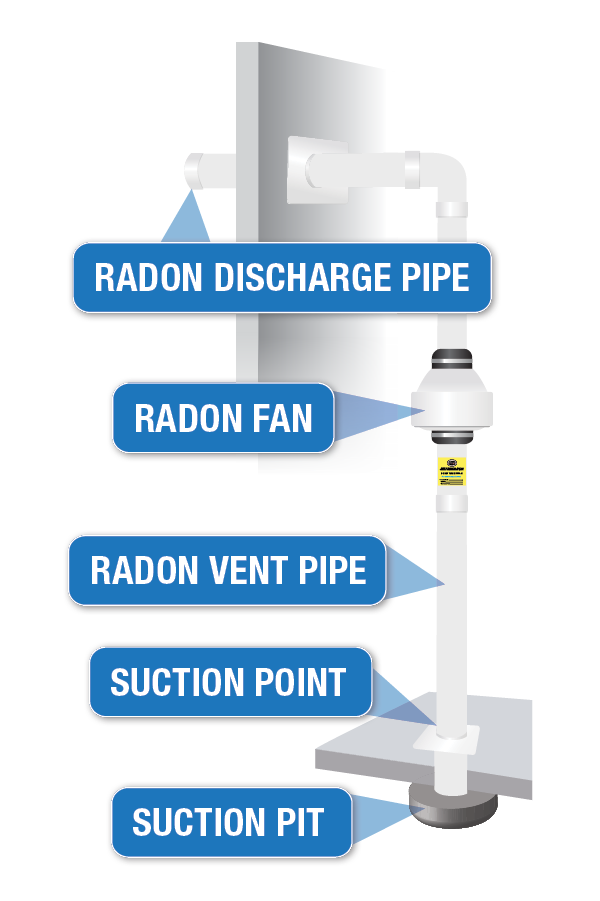 RADON DISCHARGE PIPE
RADON FAN
RADON VENT PIPE
SUCTION POINT
SUCTION PIT